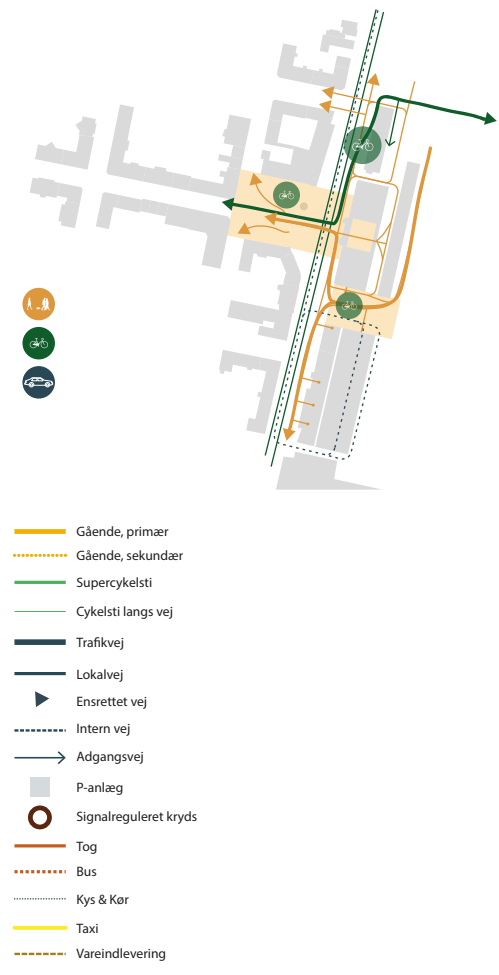 Gående, primær
Gående, sekundær
Supercykelsti
Cykelsti langs vej
Trafikvej
Lokalvej
Ensrettet vej
Intern vej
Adgangsvej
P-anlæg
Signalreguleret kryds
Tog
Bus
Kys & Kør
Taxi
Vareindlevering